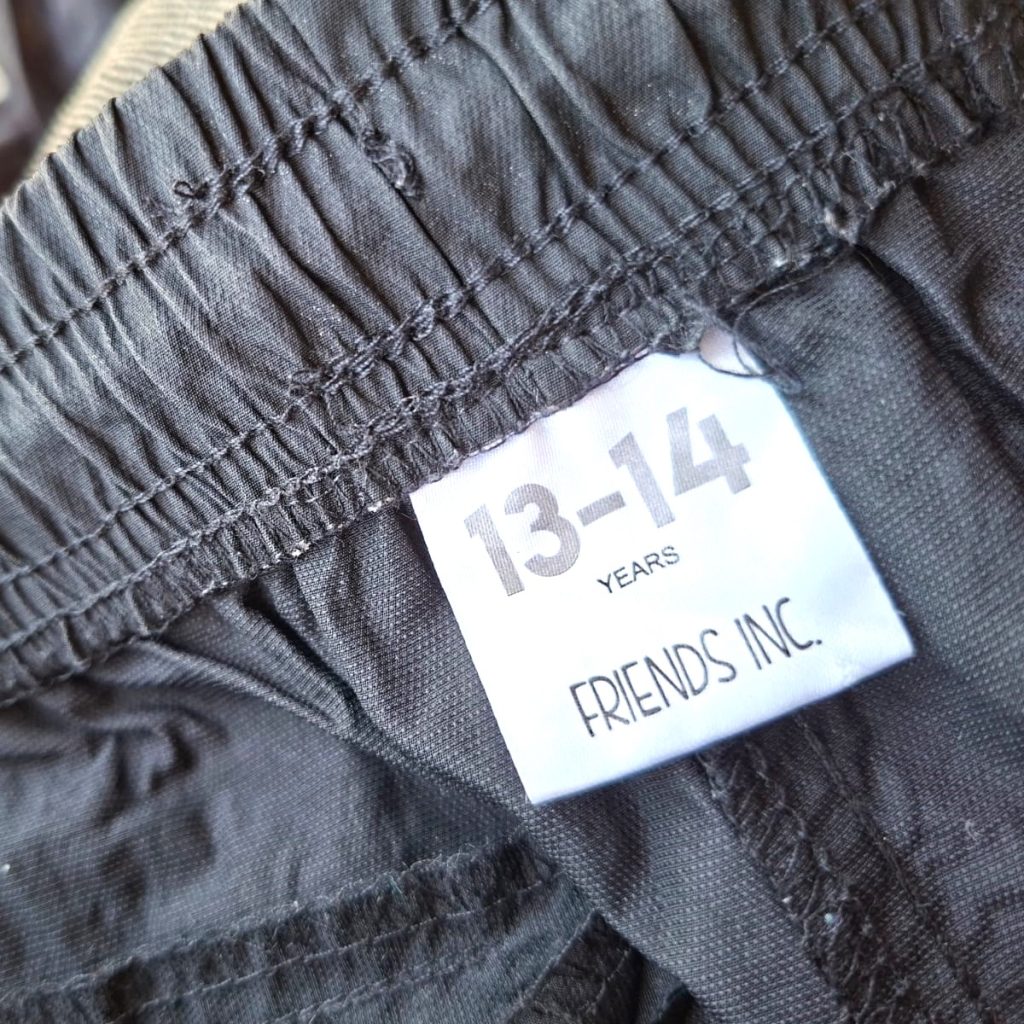 13-14
YEARS
FRIENDS INC.